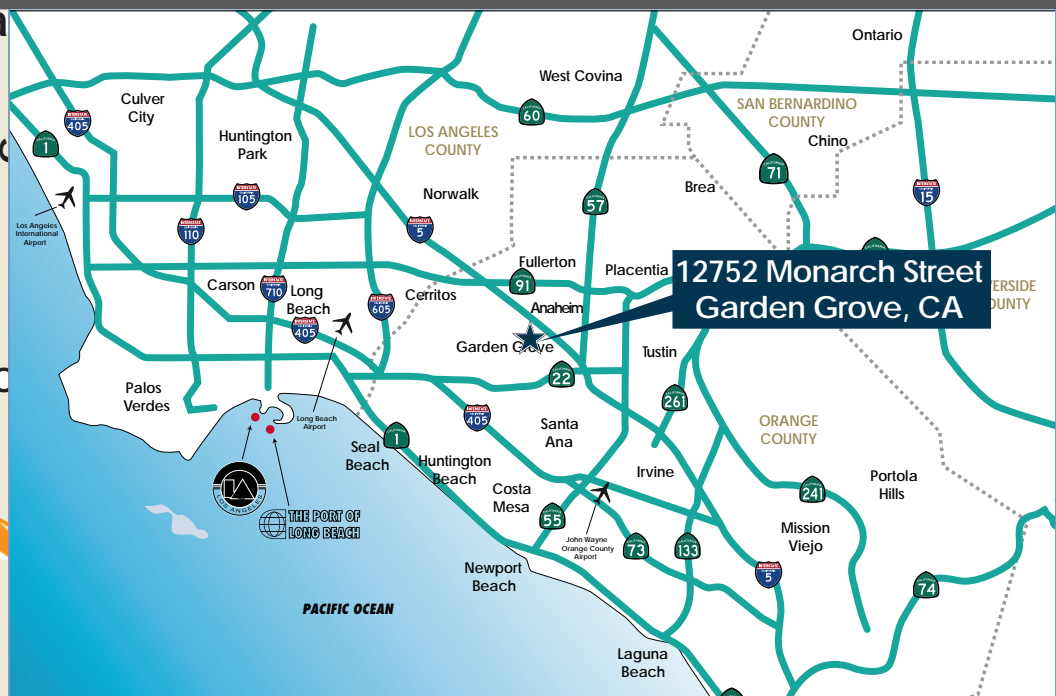 Ontario
West Covina
Culver
City
405
1
60
SAN BERNARDINO
COUNTY
LOS ANGELES
COUNTY
Huntington
Park
Chino
71
Brea
Norwalk
105
57
15
Los Angeles
International
Airport
110
5
Fullerton
Placentia
12752 Monarch Street
Garden Grove, CA
91
Carson
710
Long
Beach
605
Cerritos
Anaheim
ERSIDE
OUNTY
405
Garden Grove
Tustin
22
261
Palos
Verdes
Long Beach
Airport
405
Santa
Ana
ORANGE
COUNTY
Seal
Beach
1
Huntington
Beach
Irvine
Portola
Hills
Costa
Mesa
241
LOS ANGELES
THE PORT OF
LONG BEACH
55
John Wayne
Orange County
Airport
73
133
Mission
Viejo
Newport
Beach
5
74
PACIFIC OCEAN
Laguna
Beach